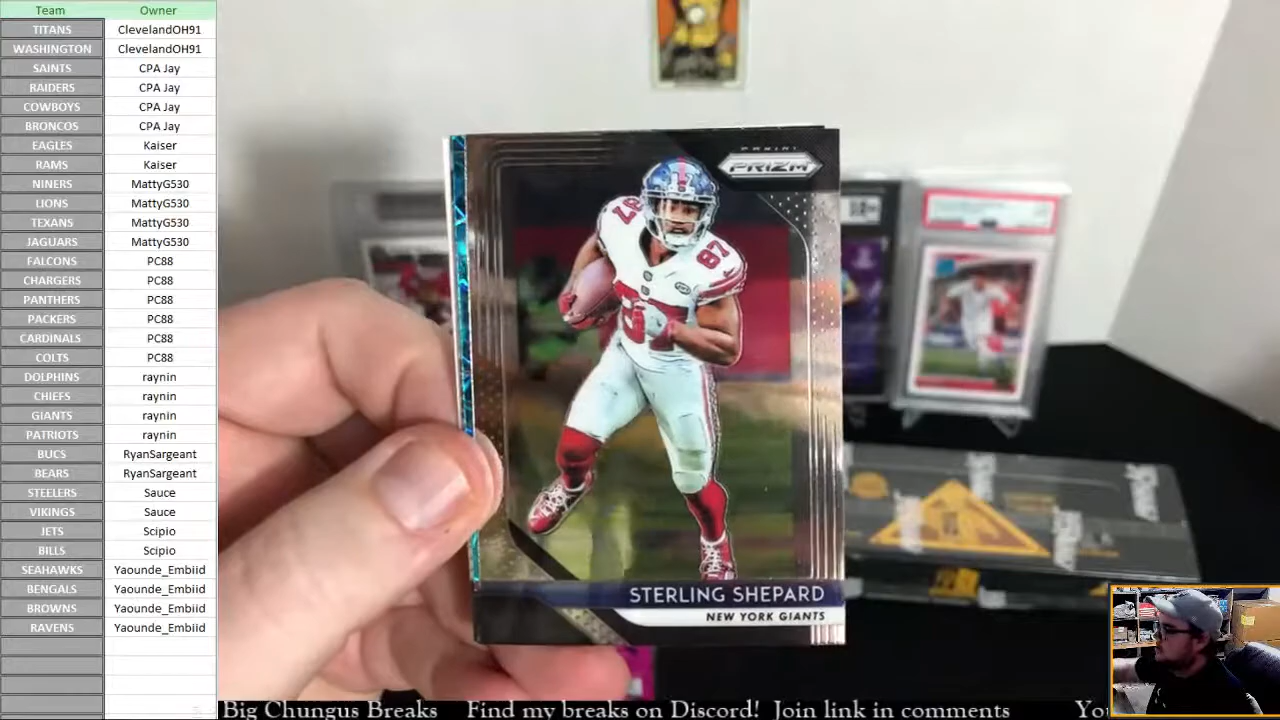 Team Owner
TITANS ClevelandOH91
WASHINGTON ClevelandOH91
SAINTS CPA Jay
RAIDERS CPA Jay
COWBOYS CPA Jay
BRONCOS CPA Jay
EAGLES Kaiser
RAMS Kaiser
NINERS MattyG530
LIONS MattyG530
TEXANS MattyG530
JAGUARS MattyG530
FALCONS PC88
CHARGERS PC88
PANTHERS PC88
PACKERS PC88
CARDINALS PC88
COLTS PC88
DOLPHINS raynin
CHIEFS raynin
GIANTS raynin
PATRIOTS raynin
BUCS RyanSargeant
BEARS RyanSargeant
STEELERS Sauce
VIKINGS Sauce
JETS Scipio
BILLS Scipio
SEAHAWKS Yaounde_Embiid
BENGALS Yaounde_Embiid
BROWNS Yaounde_Embiid
RAVENS Yaounde_Embiid
PANINI
PRIZM
87
87
87
STERLING SHEPARD
NEW YORK GIANTS
Big Chungus Breaks Find my breaks on Discord! Join link in comments You